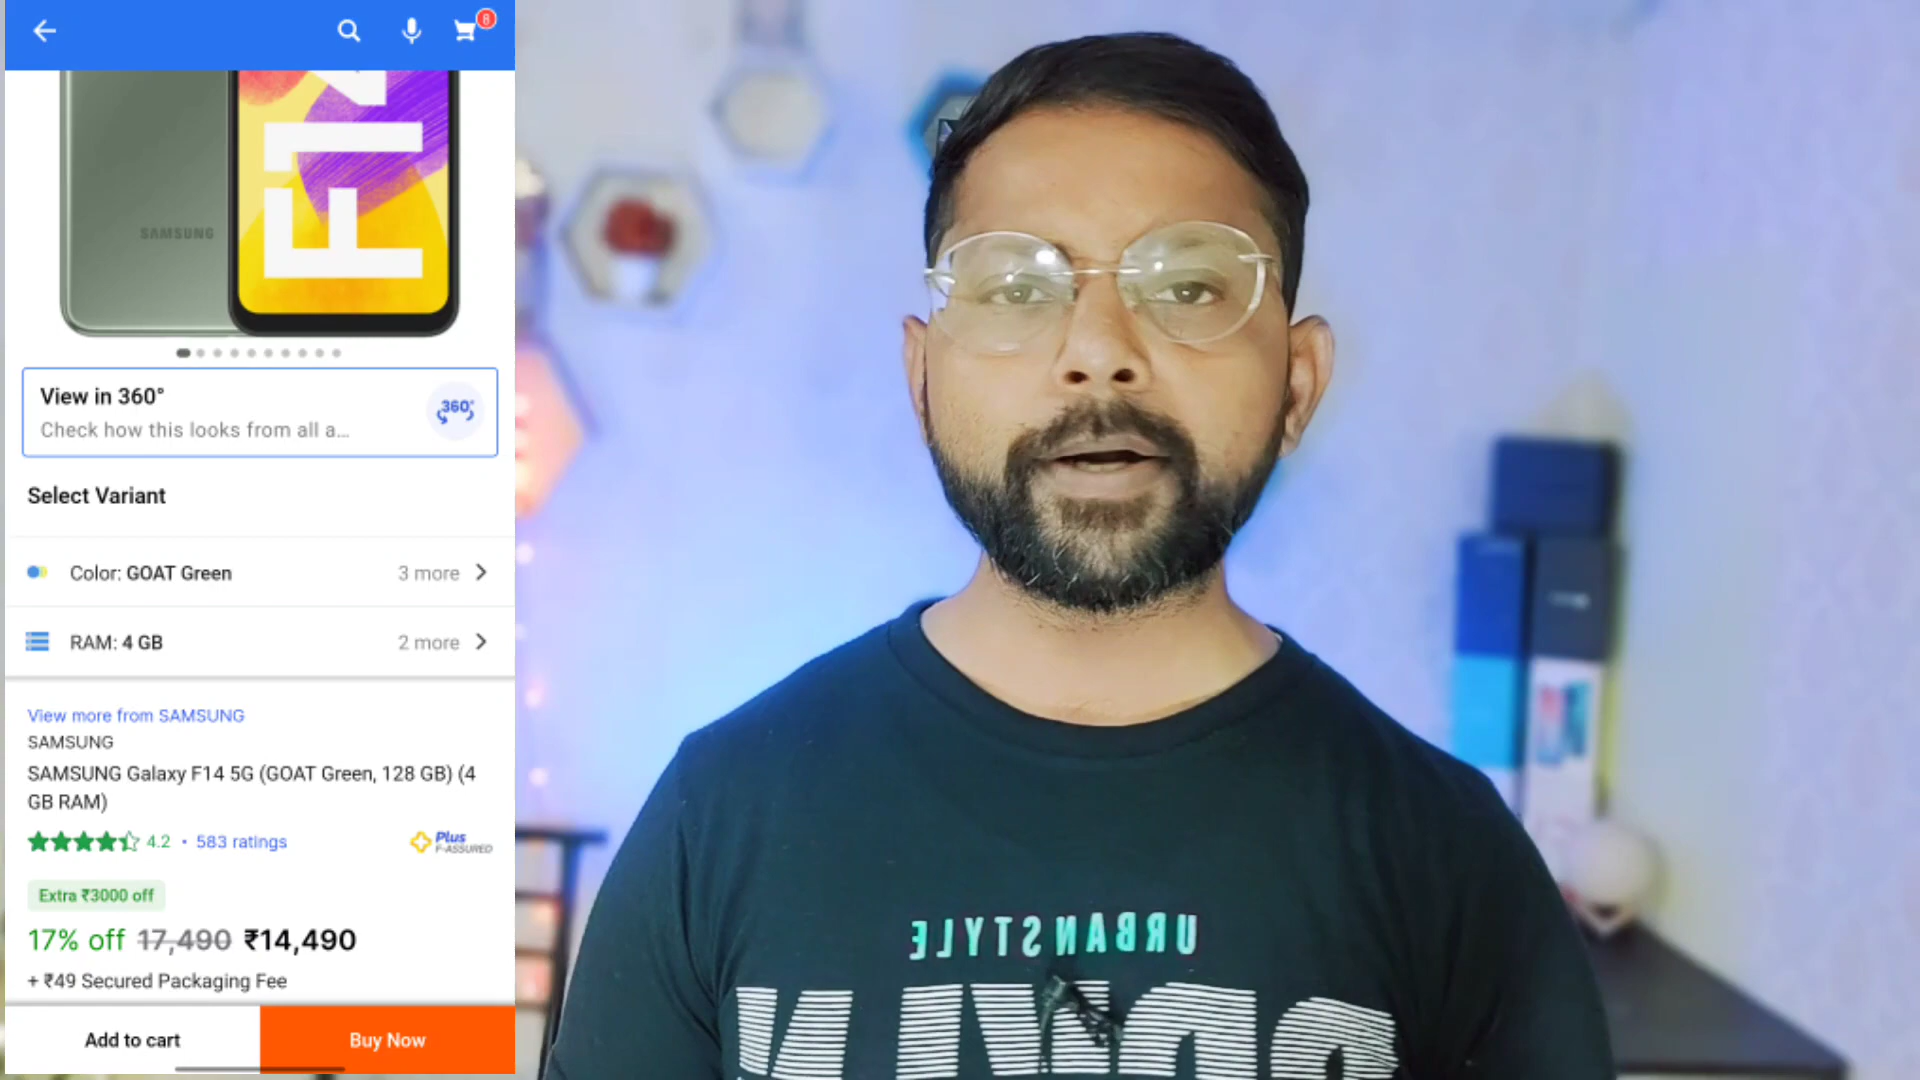 8
F14
SAMSUNG
View in 360°
Check how this looks from all a...
360°
Select Variant
Color: GOAT Green
3 more
RAM: 4 GB
2 more
View more from SAMSUNG
SAMSUNG
SAMSUNG Galaxy F14 5G (GOAT Green, 128 GB) (4
GB RAM)
4.2 • 583 ratings
Plus
F-ASSURED
Extra ₹3000 off
17% off 17,490 ₹14,490
+ ₹49 Secured Packaging Fee
Add to cart
Buy Now
URBANSTYLE